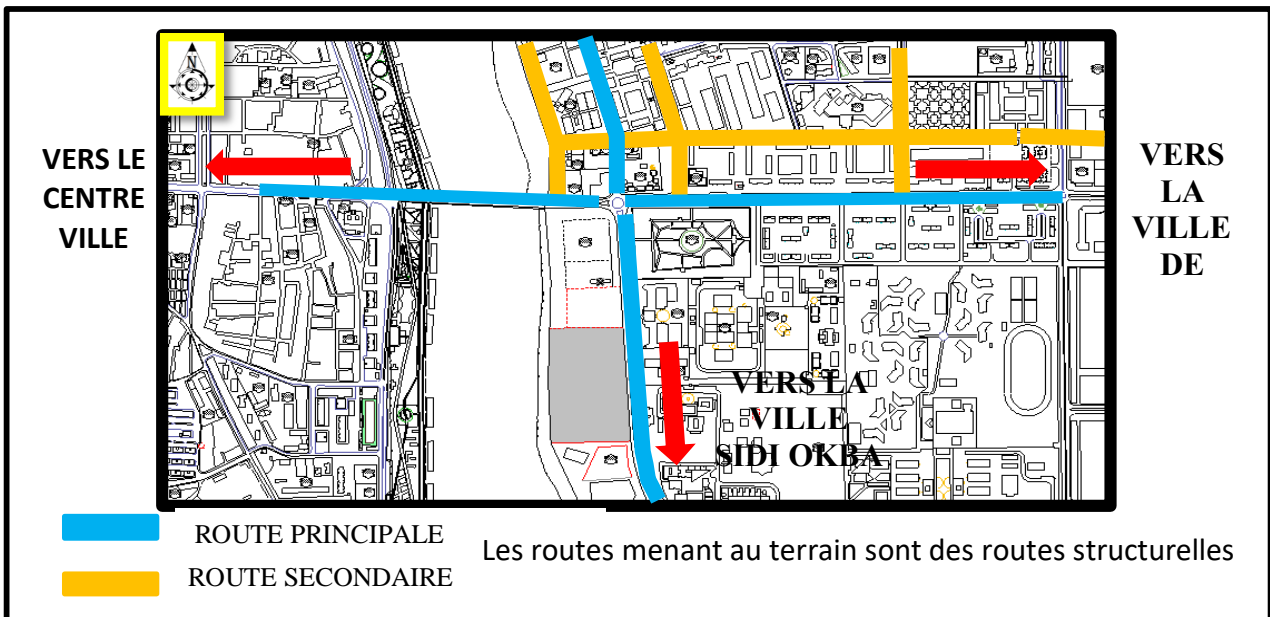 N
VERS LE
CENTRE
VILLE
VERS
LA
VILLE
DE
VERS LA
VILLE
SIDI OKBA
ROUTE PRINCIPALE
ROUTE SECONDAIRE
Les routes menant au terrain sont des routes structurelles